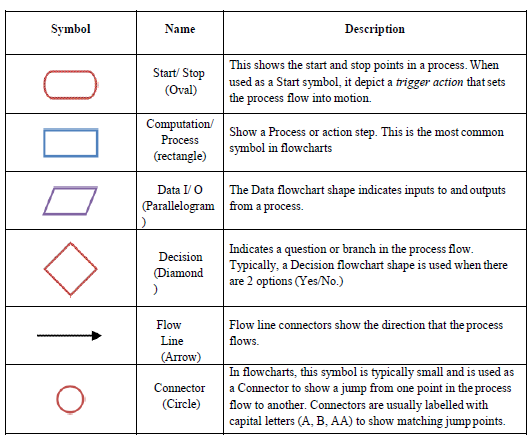 Symbol Name Description
Start/ Stop
(Oval)
This shows the start and stop points in a process. When
used as a Start symbol, it depict a trigger action that sets
the process flow into motion.
Computation/
Process
(rectangle)
Show a Process or action step. This is the most common
symbol in flowcharts
Data I/ O
(Parallelogram
)
The Data flowchart shape indicates inputs to and outputs
from a process.
Decision
(Diamond
)
Indicates a question or branch in the process flow.
Typically, a Decision flowchart shape is used when there
are 2 options (Yes/No.)
Flow
Line
(Arrow)
Flow line connectors show the direction that the process
flows.
Connector
(Circle)
In flowcharts, this symbol is typically small and is used as
a Connector to show a jump from one point in the process
flow to another. Connectors are usually labelled with
capital letters (A, B, AA) to show matching jump points.